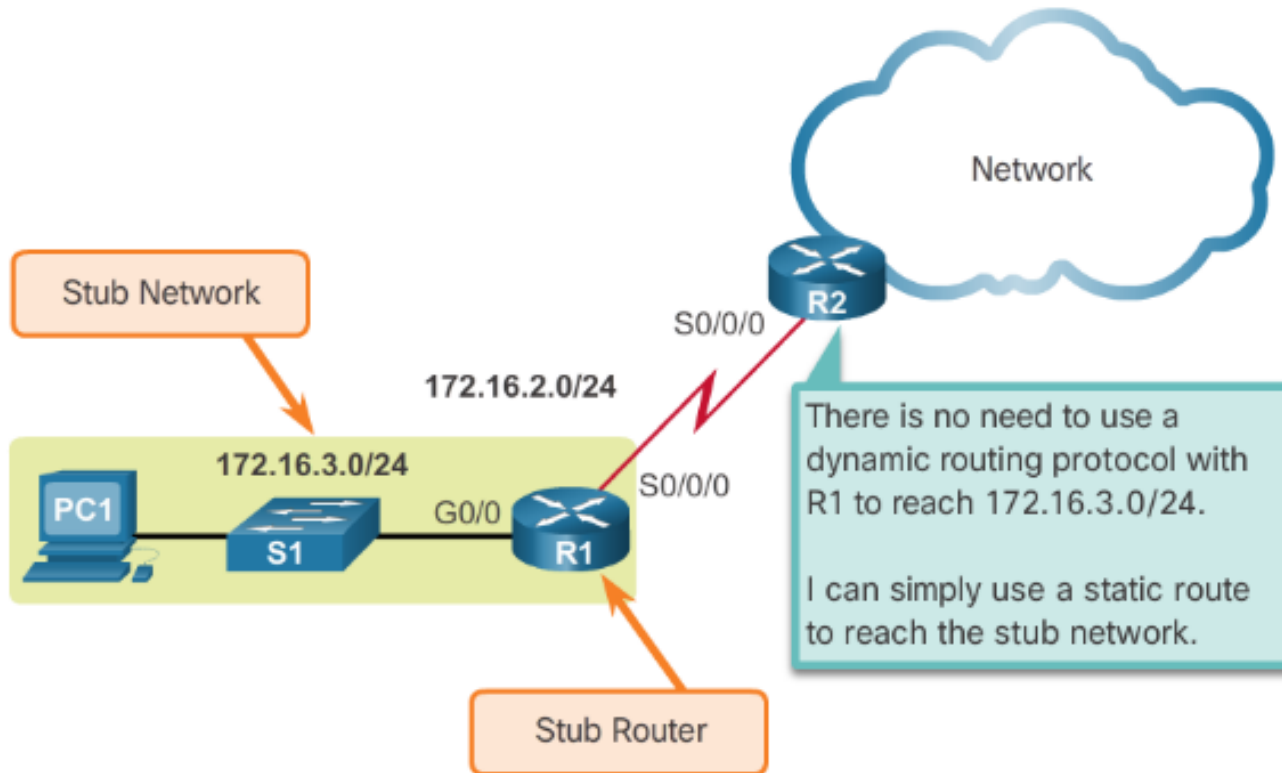 Network
Stub Network
R2
S0/0/0
172.16.2.0/24
There is no need to use a
dynamic routing protocol with
R1 to reach 172.16.3.0/24.
I can simply use a static route
to reach the stub network.
172.16.3.0/24
S0/0/0
PC1
G0/0
S1
R1
Stub Router